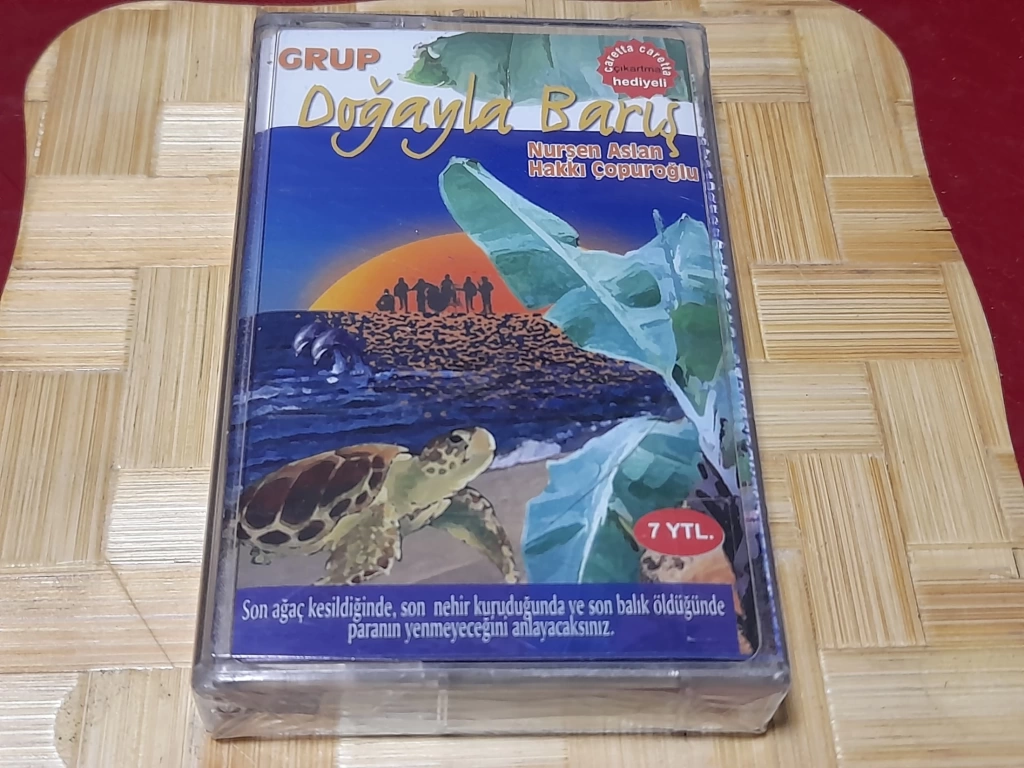 GRUP
Doğayla Barış
caretta caretta
çıkartma
hediyeli
Nurşen Aslan
Hakkı Çopuroğlu
7 YTL.
Son ağaç kesildiğinde, son nehir kuruduğunda ve son balık öldüğünde
paranın yenmeyeceğini anlayacaksınız.